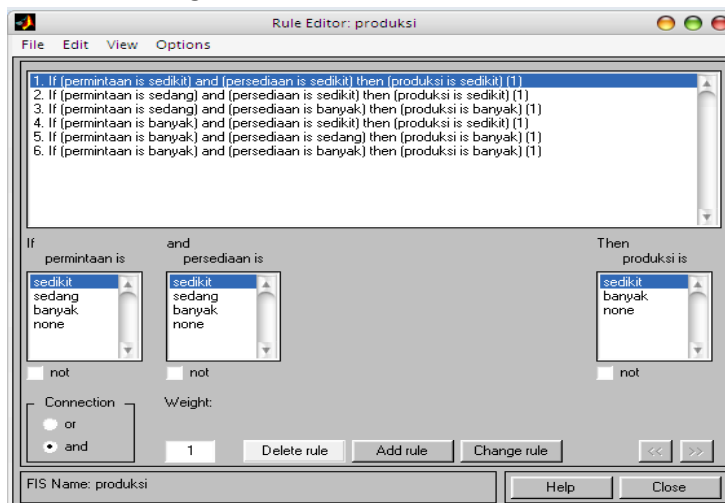 Rule Editor: produksi
File Edit View Options
1. If (permintaan is sedikit) and (persediaan is sedikit) then (produksi is sedikit) (1)
2. If (permintaan is sedang) and (persediaan is sedikit) then (produksi is sedikit) (1)
3. If (permintaan is sedang) and (persediaan is banyak) then (produksi is banyak) (1)
4. If (permintaan is banyak) and (persediaan is sedikit) then (produksi is sedikit) (1)
5. If (permintaan is banyak) and (persediaan is sedang) then (produksi is banyak) (1)
6. If (permintaan is banyak) and (persediaan is banyak) then (produksi is banyak) (1)
If and Then
permintaan is persediaan is produksi is
sedikit sedikit sedikit
sedang sedang banyak
banyak banyak none
none none
not not not
Connection Weight:
or
and 1 Delete rule Add rule Change rule << >>
FIS Name: produksi Help Close